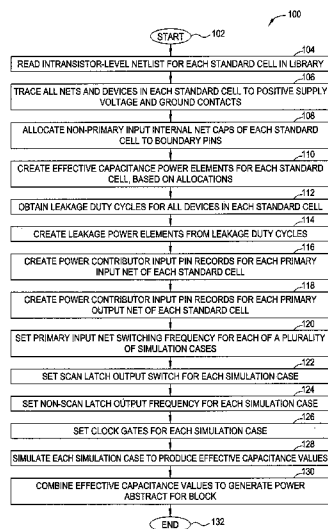 100
START
102
104
READ INTRANSISTOR-LEVEL NETLIST FOR EACH STANDARD CELL IN LIBRARY
106
TRACE ALL NETS AND DEVICES IN EACH STANDARD CELL TO POSITIVE SUPPLY
VOLTAGE AND GROUND CONTACTS
108
ALLOCATE NON-PRIMARY INPUT INTERNAL NET CAPS OF EACH STANDARD
CELL TO BOUNDARY PINS
110
CREATE EFFECTIVE CAPACITANCE POWER ELEMENTS FOR EACH STANDARD
CELL, BASED ON ALLOCATIONS
112
OBTAIN LEAKAGE DUTY CYCLES FOR ALL DEVICES IN EACH STANDARD CELL
114
CREATE LEAKAGE POWER ELEMENTS FROM LEAKAGE DUTY CYCLES
116
CREATE POWER CONTRIBUTOR INPUT PIN RECORDS FOR EACH PRIMARY
INPUT NET OF EACH STANDARD CELL
118
CREATE POWER CONTRIBUTOR INPUT PIN RECORDS FOR EACH PRIMARY
OUTPUT NET OF EACH STANDARD CELL
120
SET PRIMARY INPUT NET SWITCHING FREQUENCY FOR EACH OF A PLURALITY
OF SIMULATION CASES
122
SET SCAN LATCH OUTPUT SWITCH FOR EACH SIMULATION CASE
124
SET NON-SCAN LATCH OUTPUT FREQUENCY FOR EACH SIMULATION CASE
126
SET CLOCK GATES FOR EACH SIMULATION CASE
128
SIMULATE EACH SIMULATION CASE TO PRODUCE EFFECTIVE CAPACITANCE VALUES
130
COMBINE EFFECTIVE CAPACITANCE VALUES TO GENERATE POWER
ABSTRACT FOR BLOCK
END
132